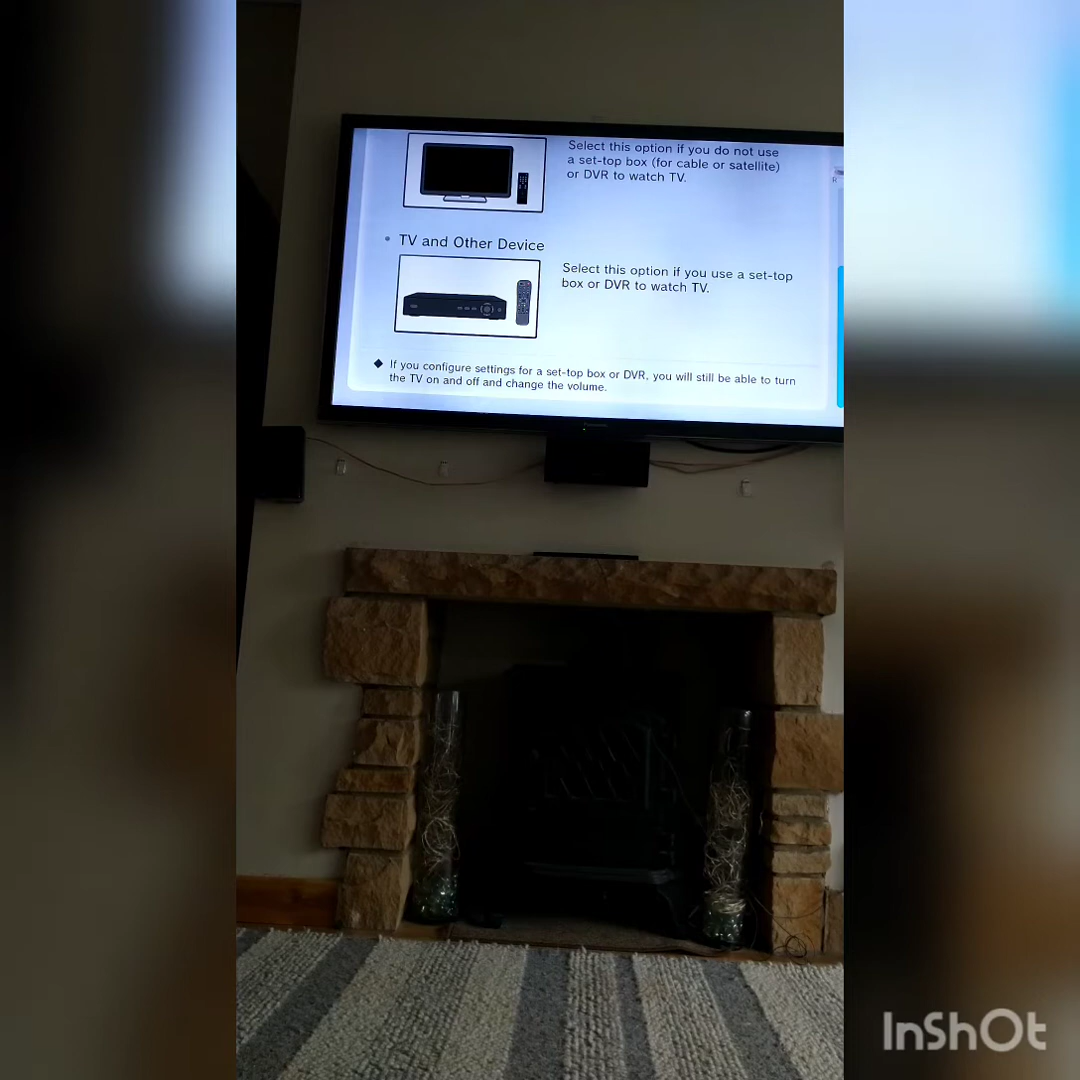 Select this option if you do not use
a set-top box (for cable or satellite)
or DVR to watch TV.
R
• TV and Other Device
Select this option if you use a set-top
box or DVR to watch TV.
◆ If you configure settings for a set-top box or DVR, you will still be able to turn
the TV on and off and change the volume.
Panasonic
InShOt